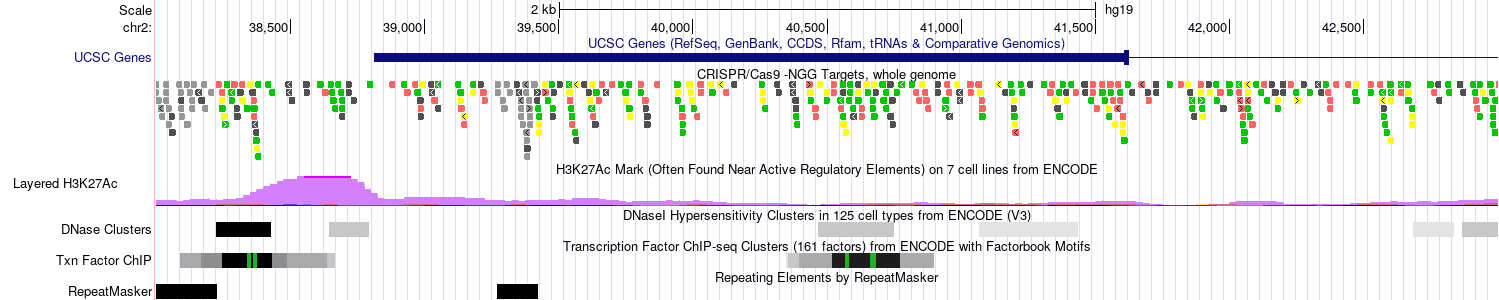 Scale 2 kb hg19
chr2: 38,500 39,000 39,500 40,000 40,500 41,000 41,500 42,000 42,500
UCSC Genes (RefSeq, GenBank, CCDS, Rfam, tRNAs & Comparative Genomics)
UCSC Genes
CRISPR/Cas9 -NGG Targets, whole genome
H3K27Ac Mark (Often Found Near Active Regulatory Elements) on 7 cell lines from ENCODE
Layered H3K27Ac
DNaseI Hypersensitivity Clusters in 125 cell types from ENCODE (V3)
DNase Clusters
Transcription Factor ChIP-seq Clusters (161 factors) from ENCODE with Factorbook Motifs
Txn Factor ChIP
Repeating Elements by RepeatMasker
RepeatMasker